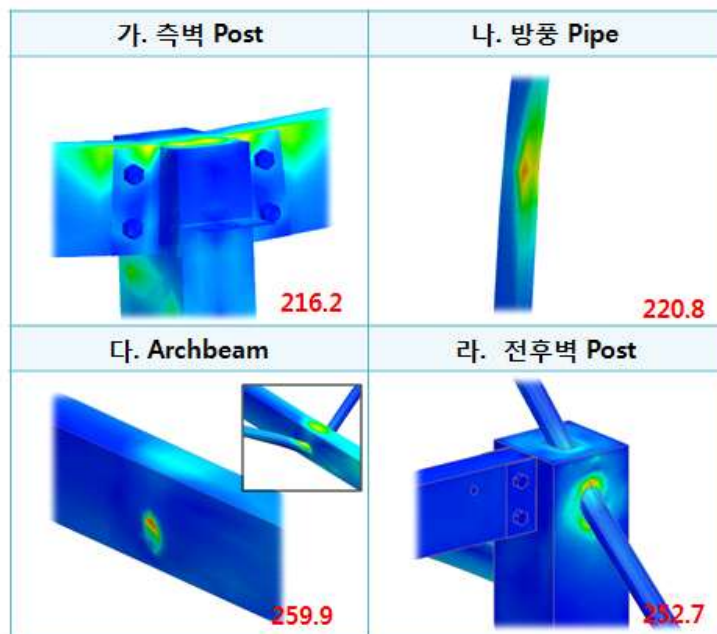 가. 측벽 Post
나. 방풍 Pipe
216.2
220.8
다. Archbeam
라. 전후벽 Post
259.9
252.7